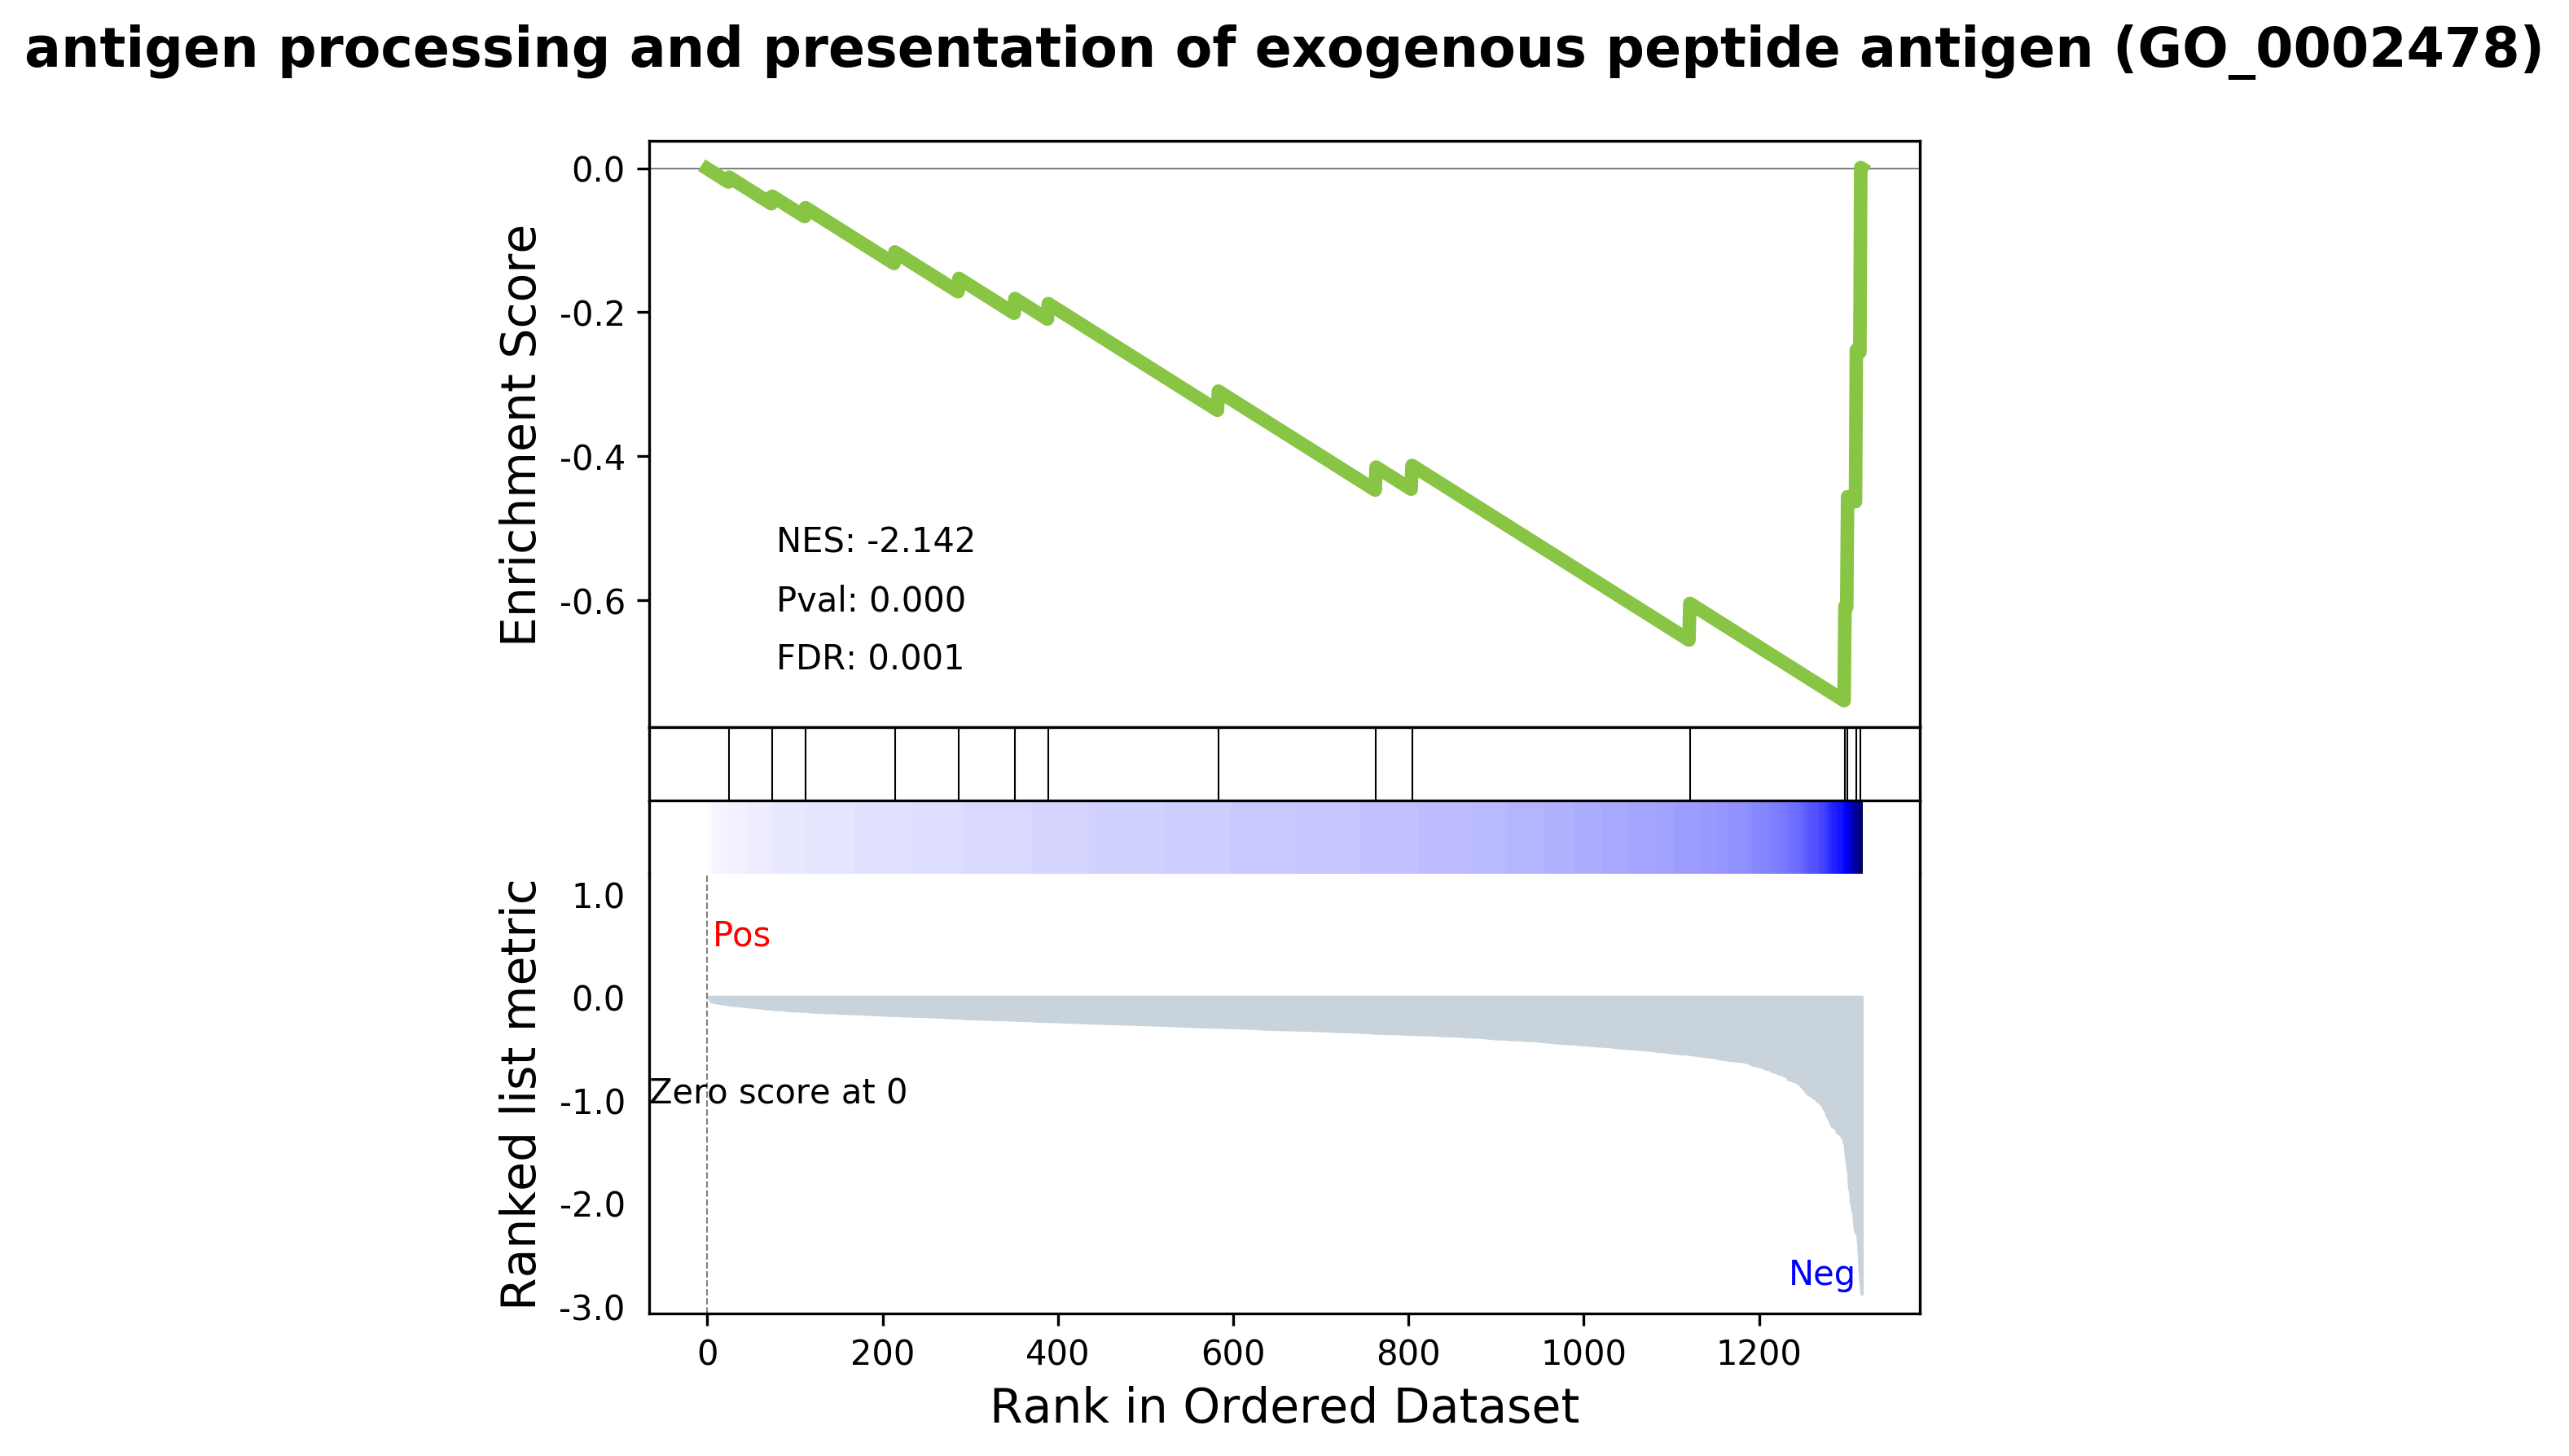 antigen processing and presentation of exogenous peptide antigen (GO_0002478)
Enrichment Score
0.0
-0.2
-0.4
-0.6
NES: -2.142
Pval: 0.000
FDR: 0.001
Ranked list metric
1.0
0.0
-1.0
-2.0
-3.0
Pos
Zero score at 0
Neg
0 200 400 600 800 1000 1200
Rank in Ordered Dataset